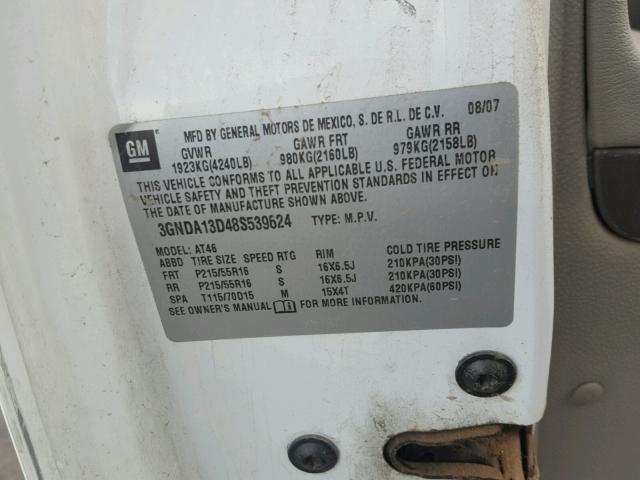 GM
MFD BY GENERAL MOTORS DE MEXICO, S. DE R.L. DE C.V. 08/07
GVWR GAWR FRT GAWR RR
1923KG(4240LB) 980KG(2160LB) 979KG(2158LB)
THIS VEHICLE CONFORMS TO ALL APPLICABLE U.S. FEDERAL MOTOR
VEHICLE SAFETY AND THEFT PREVENTION STANDARDS IN EFFECT ON
THE DATE OF MANUFACTURE SHOWN ABOVE.
3GNDA13D48S539624 TYPE: M.P.V.
MODEL: AT46
ABBD TIRE SIZE SPEED RTG RIM COLD TIRE PRESSURE
FRT P215/55R16 S 16X6.5J 210KPA(30PSI)
RR P215/55R16 S 16X6.5J 210KPA(30PSI)
SPA T115/70D15 M 15X4T 420KPA(60PSI)
SEE OWNER'S MANUAL FOR MORE INFORMATION.